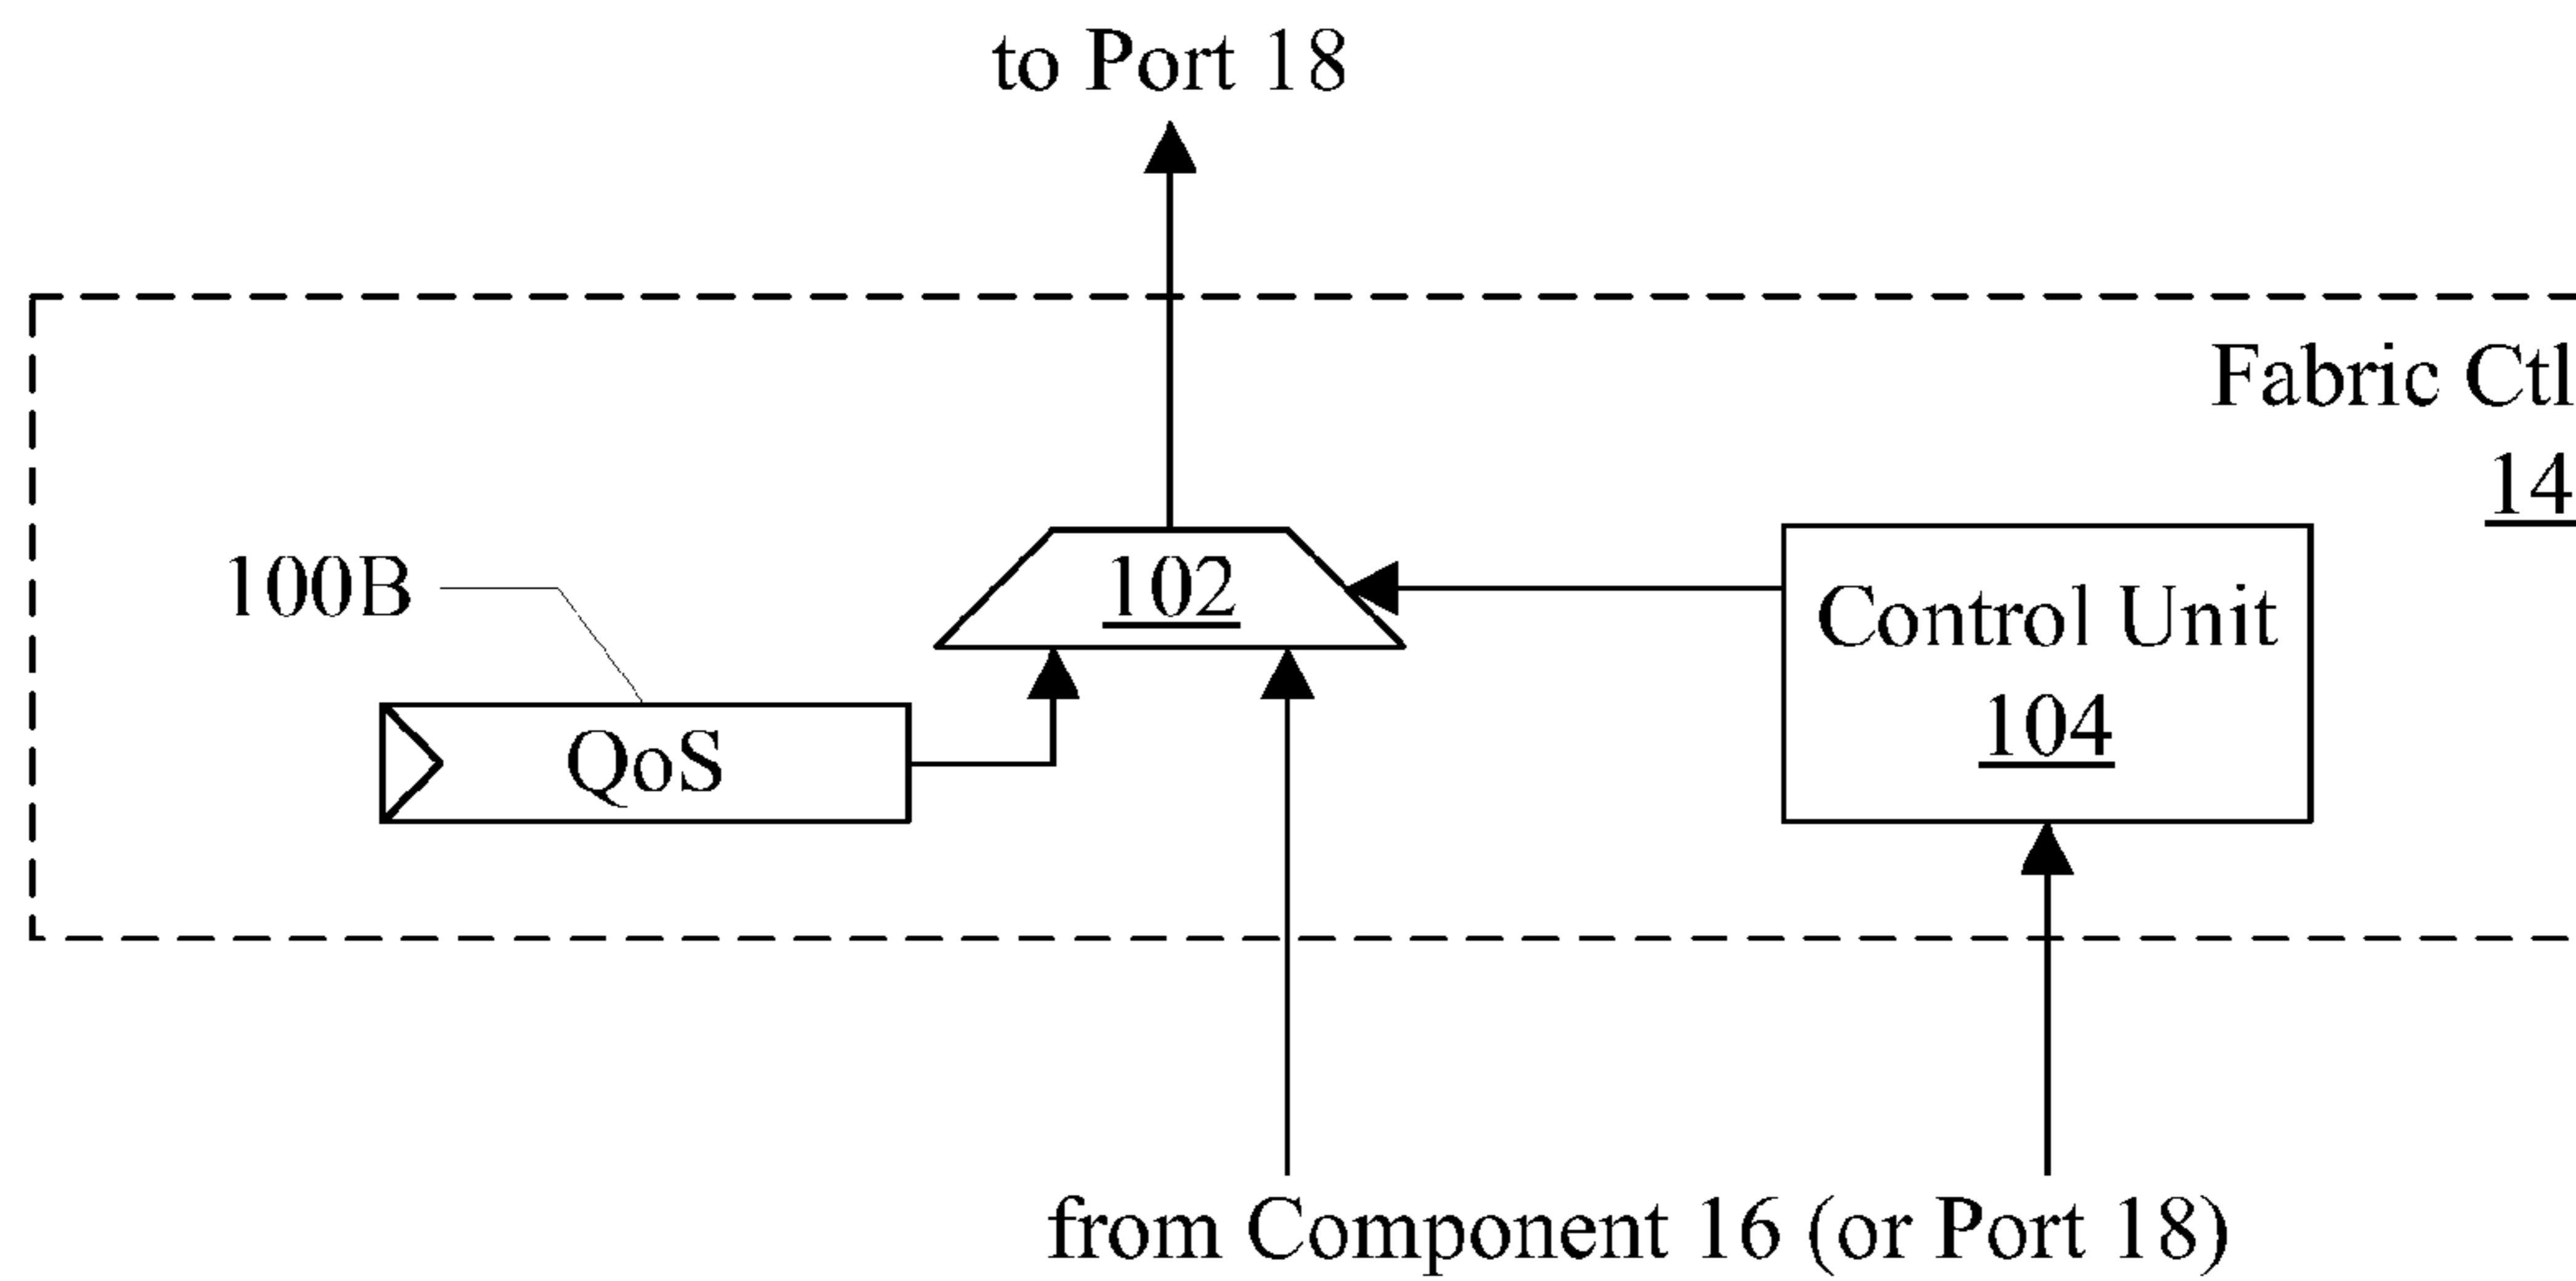 to Port 18
Fabric Ctl
14
100B
102
Control Unit
104
QoS
from Component 16 (or Port 18)